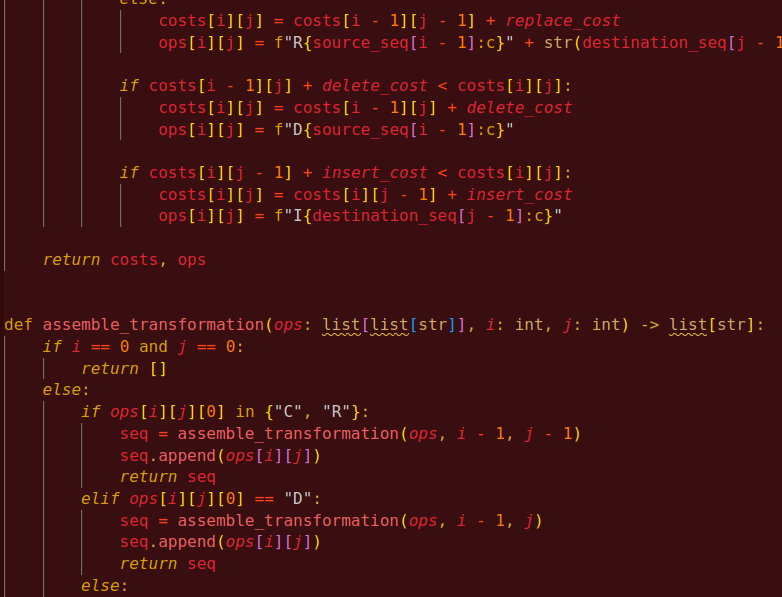 else:
costs[i][j] = costs[i - 1][j - 1] + replace_cost
ops[i][j] = f"R{source_seq[i - 1]:c}" + str(destination_seq[j - 1
if costs[i - 1][j] + delete_cost < costs[i][j]:
costs[i][j] = costs[i - 1][j] + delete_cost
ops[i][j] = f"D{source_seq[i - 1]:c}"
if costs[i][j - 1] + insert_cost < costs[i][j]:
costs[i][j] = costs[i][j - 1] + insert_cost
ops[i][j] = f"I{destination_seq[j - 1]:c}"
return costs, ops
def assemble_transformation(ops: list[list[str]], i: int, j: int) -> list[str]:
if i == 0 and j == 0:
return []
else:
if ops[i][j][0] in {"C", "R"}:
seq = assemble_transformation(ops, i - 1, j - 1)
seq.append(ops[i][j])
return seq
elif ops[i][j][0] == "D":
seq = assemble_transformation(ops, i - 1, j)
seq.append(ops[i][j])
return seq
else: